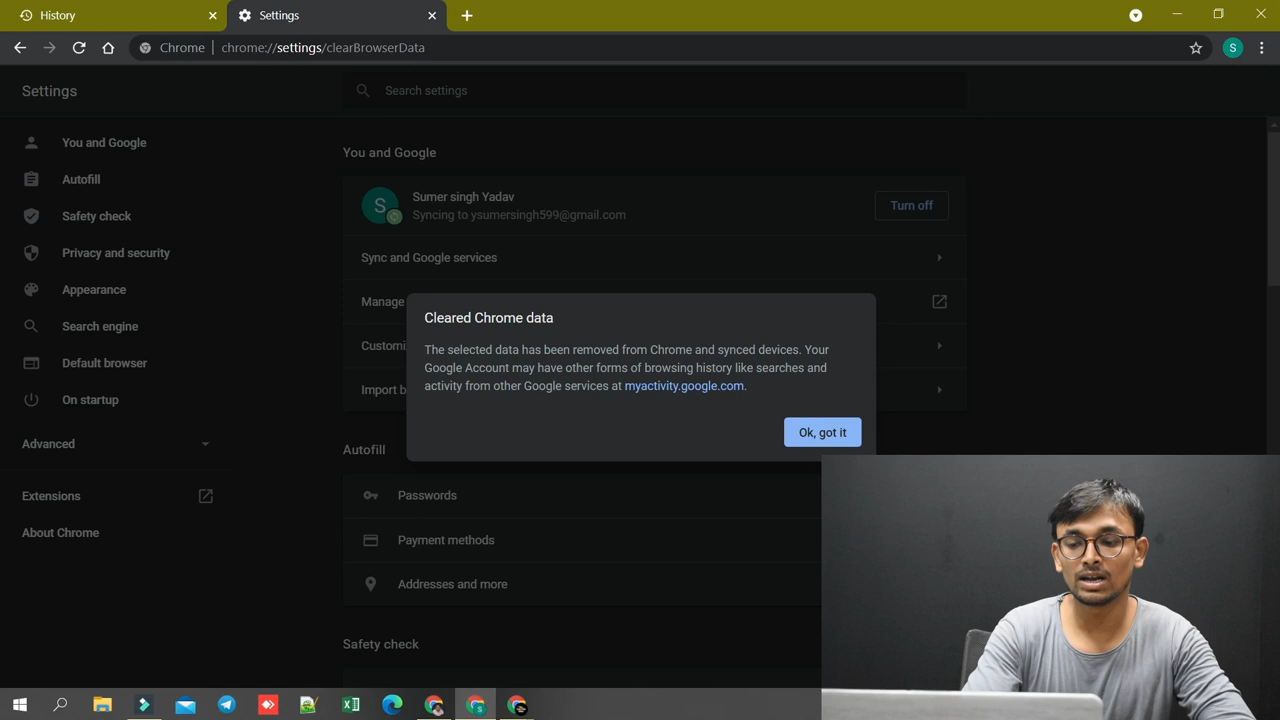 History
Settings
Chrome
chrome://settings/clearBrowserData
S
Settings
Search settings
You and Google
Autofill
Safety check
Privacy and security
Appearance
Search engine
Default browser
On startup
Advanced
Extensions
About Chrome
You and Google
S
Sumer singh Yadav
Syncing to ysumersingh599@gmail.com
Turn off
Sync and Google services
Manage
Customi
Import b
Cleared Chrome data
The selected data has been removed from Chrome and synced devices. Your
Google Account may have other forms of browsing history like searches and
activity from other Google services at myactivity.google.com.
Ok, got it
Autofill
Passwords
Payment methods
Addresses and more
Safety check